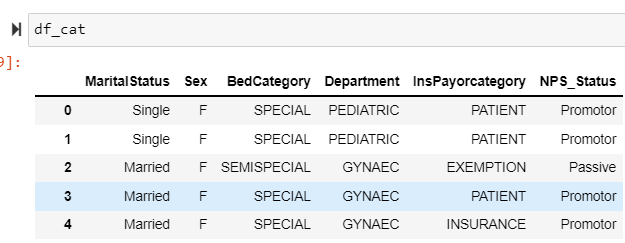 df_cat
9]:
MaritalStatus Sex BedCategory Department InsPayorcategory NPS_Status
0 Single F SPECIAL PEDIATRIC PATIENT Promotor
1 Single F SPECIAL PEDIATRIC PATIENT Promotor
2 Married F SEMISPECIAL GYNAEC EXEMPTION Passive
3 Married F SPECIAL GYNAEC PATIENT Promotor
4 Married F SPECIAL GYNAEC INSURANCE Promotor